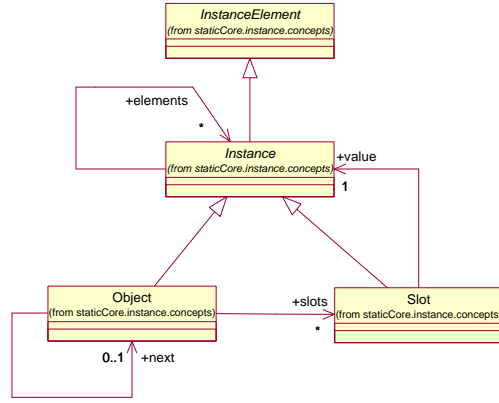 InstanceElement
(from staticCore.instance.concepts)
+elements
*
Instance
(from staticCore.instance.concepts)
+value
1
Object
(from staticCore.instance.concepts)
+slots
*
Slot
(from staticCore.instance.concepts)
0..1
+next